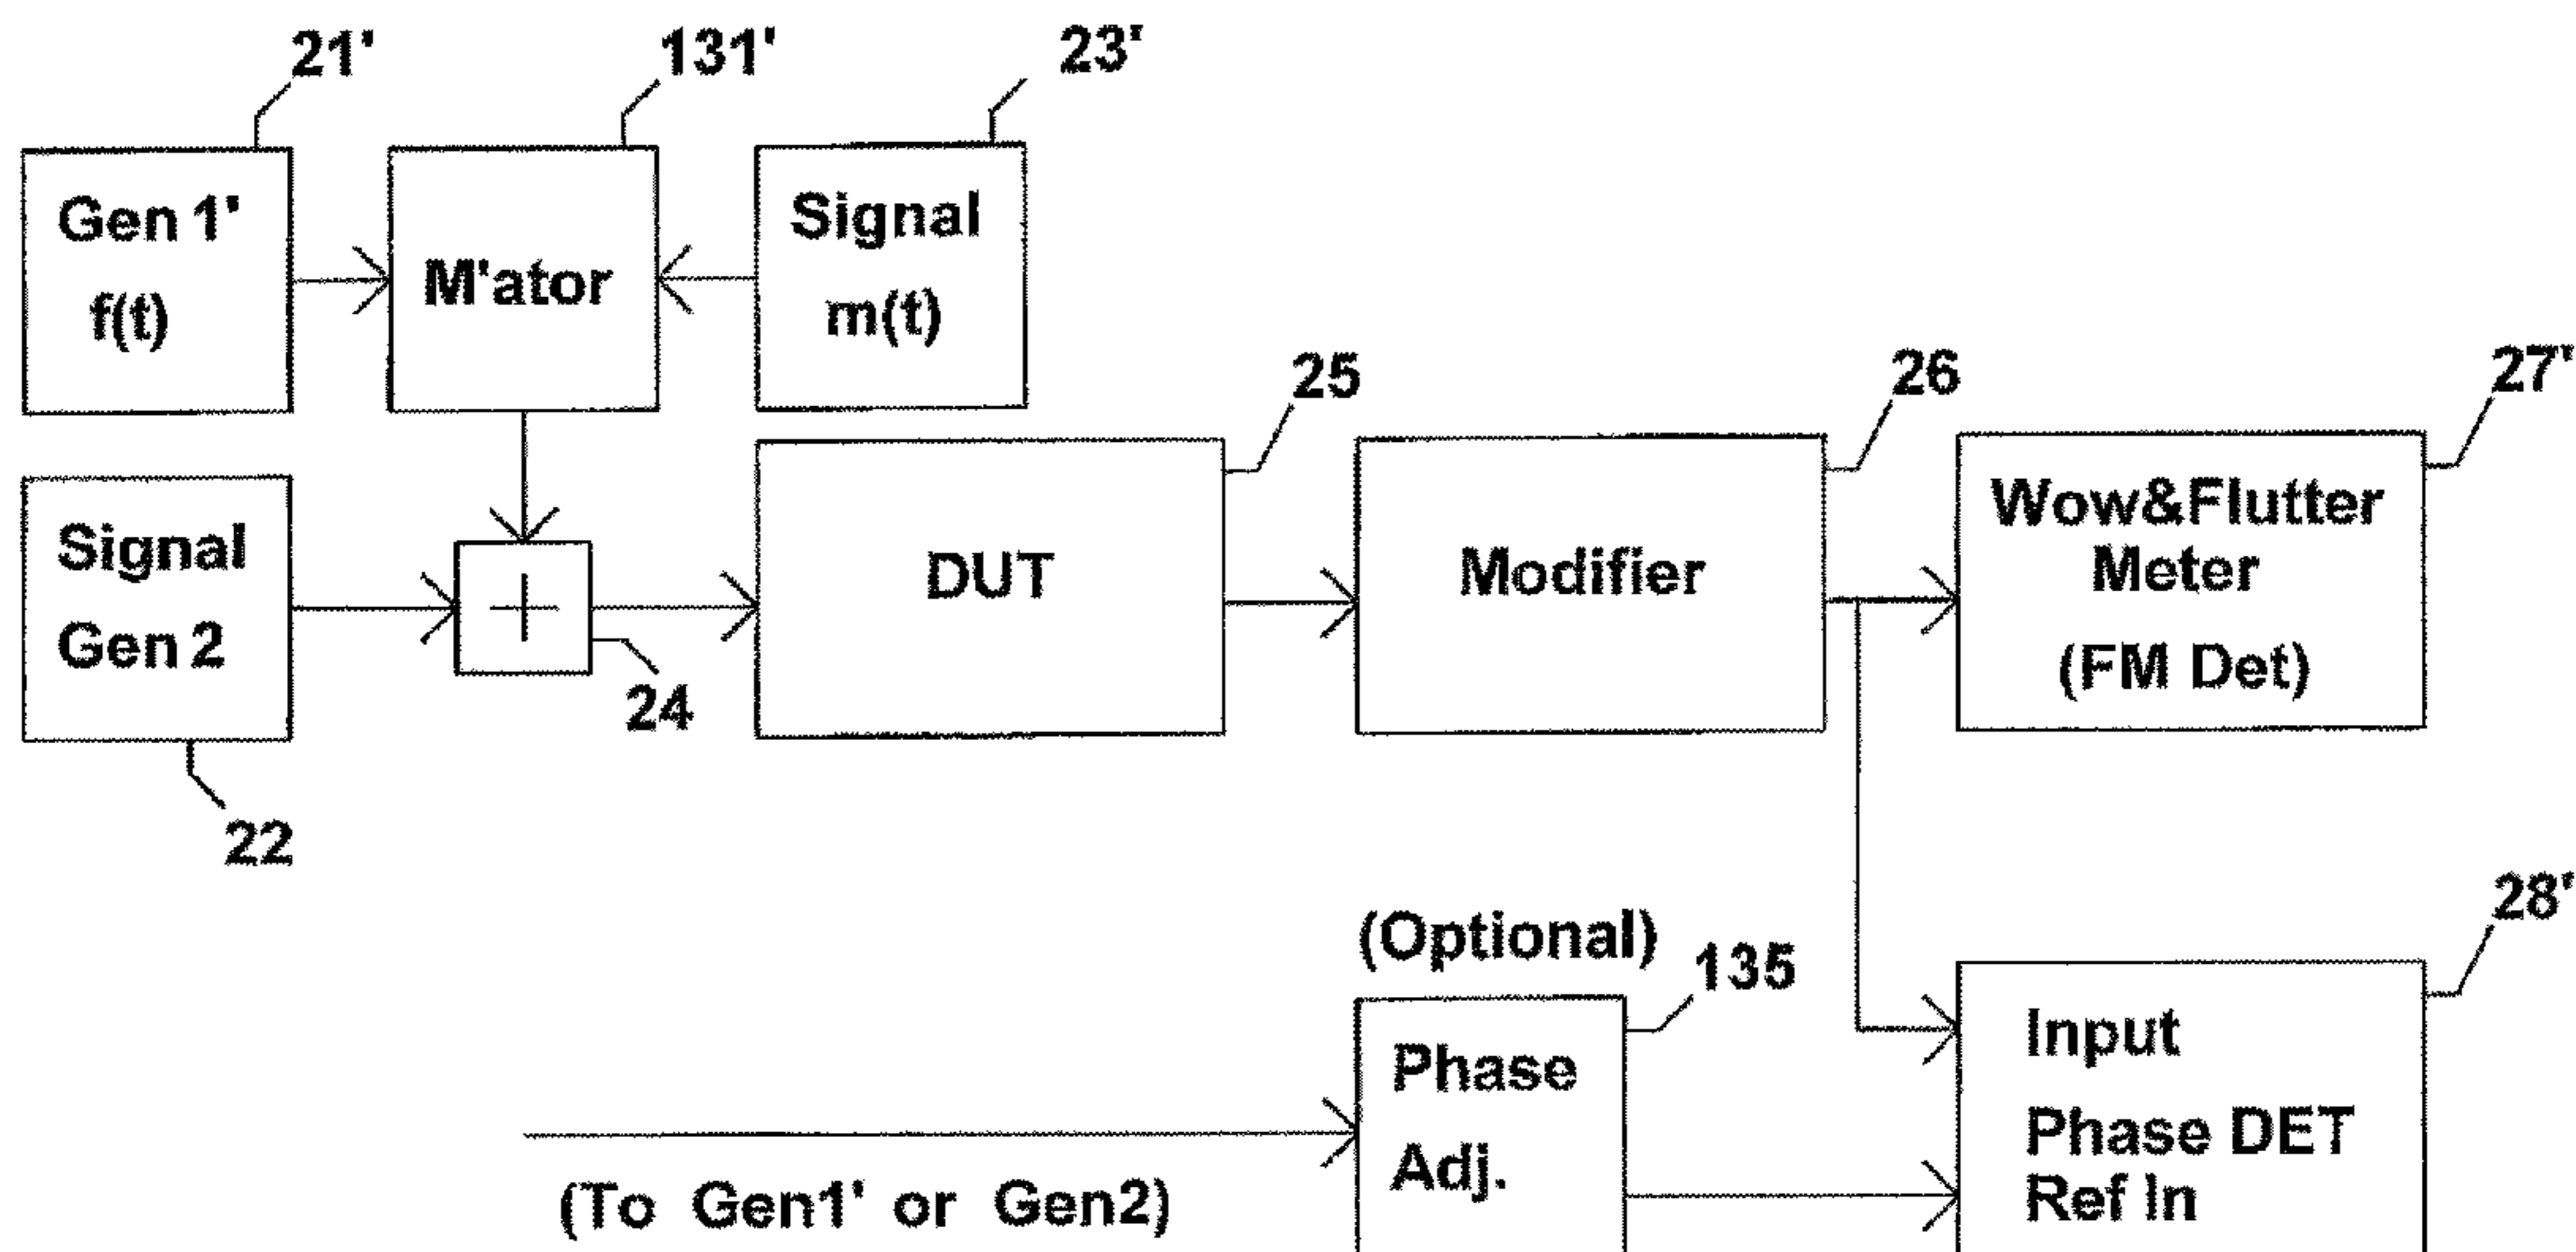 21'
131'
23'
Gen 1'
f(t)
M'ator
Signal
m(t)
25
26
27'
Signal
Gen 2
+
24
22
DUT
Modifier
Wow&Flutter
Meter
(FM Det)
28'
(Optional)
135
Phase
Adj.
Input
Phase DET
Ref In
(To Gen1' or Gen2)